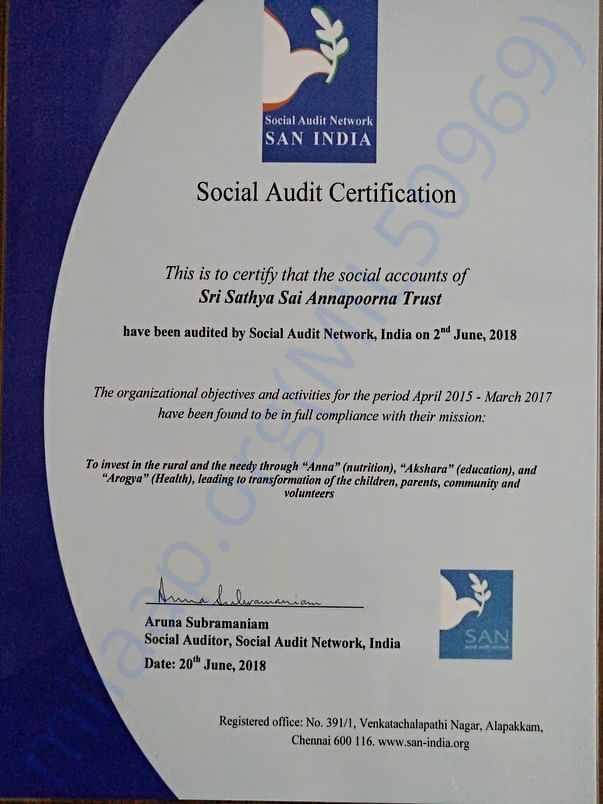 Social Audit Network
SAN INDIA
Social Audit Certification
This is to certify that the social accounts of
Sri Sathya Sai Annapoorna Trust
have been audited by Social Audit Network, India on 2nd June, 2018
The organizational objectives and activities for the period April 2015 - March 2017
have been found to be in full compliance with their mission:
To invest in the rural and the needy through “Anna” (nutrition), “Akshara” (education), and
“Arogya” (Health), leading to transformation of the children, parents, community and
volunteers
Aruna Subramaniam
Aruna Subramaniam
Social Auditor, Social Audit Network, India
Date: 20th June, 2018
SAN
social audit network
Registered office: No. 391/1, Venkatachalapathi Nagar, Alapakkam,
Chennai 600 116. www.san-india.org
milaap.org(MIL50969)